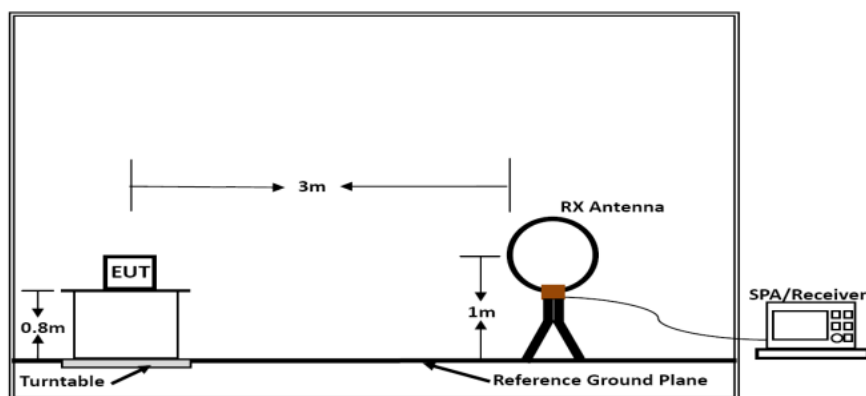 3m
RX Antenna
EUT
SPA/Receiver
0.8m
1m
Turntable
Reference Ground Plane